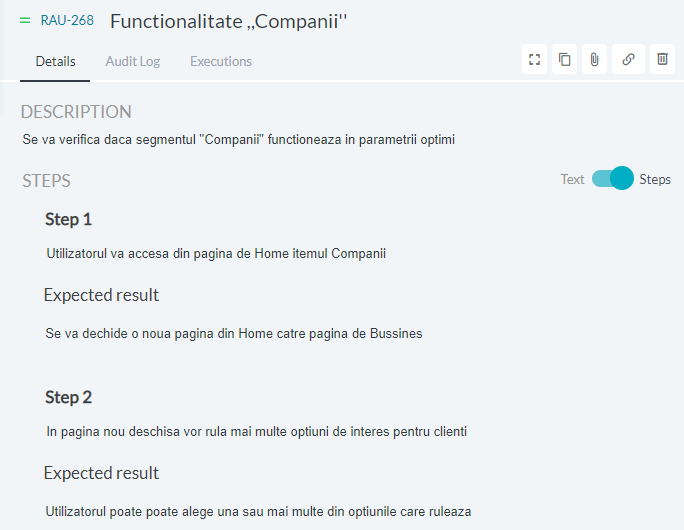 RAU-268 Functionalitate ,,Companii''
Details Audit Log Executions
DESCRIPTION
Se va verifica daca segmentul "Companii" functioneaza in parametrii optimi
STEPS Text Steps
Step 1
Utilizatorul va accesa din pagina de Home itemul Companii
Expected result
Se va dechide o noua pagina din Home catre pagina de Bussines
Step 2
In pagina nou deschisa vor rula mai multe optiuni de interes pentru clienti
Expected result
Utilizatorul poate poate alege una sau mai multe din optiunile care ruleaza